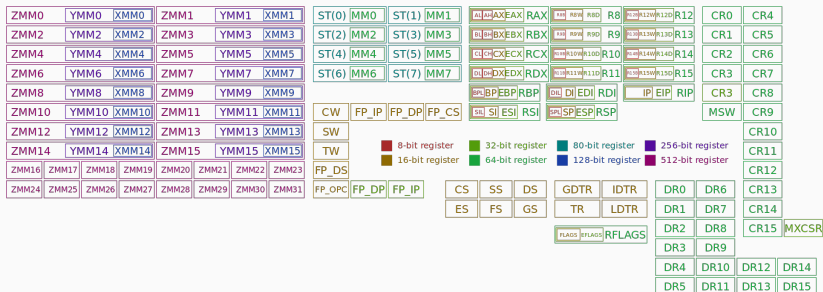 ZMM0 YMM0 XMM0 ZMM1 YMM1 XMM1 ST(0) MM0 ST(1) MM1 AL AH AX EAX RAX R8B R8W R8D R8 R12B R12W R12D R12 CR0 CR4
ZMM2 YMM2 XMM2 ZMM3 YMM3 XMM3 ST(2) MM2 ST(3) MM3 BL BH BX EBX RBX R9B R9W R9D R9 R13B R13W R13D R13 CR1 CR5
ZMM4 YMM4 XMM4 ZMM5 YMM5 XMM5 ST(4) MM4 ST(5) MM5 CL CH CX ECX RCX R10B R10W R10D R10 R14B R14W R14D R14 CR2 CR6
ZMM6 YMM6 XMM6 ZMM7 YMM7 XMM7 ST(6) MM6 ST(7) MM7 DL DH DX EDX RDX R11B R11W R11D R11 R15B R15W R15D R15 CR3 CR7
ZMM8 YMM8 XMM8 ZMM9 YMM9 XMM9 BPL BP EBP RBP DIL DI EDI RDI IP EIP RIP CR3 CR8
ZMM10 YMM10 XMM10 ZMM11 YMM11 XMM11 CW FP_IP FP_DP FP_CS SIL SI ESI RSI SPL SP ESP RSP MSW CR9
ZMM12 YMM12 XMM12 ZMM13 YMM13 XMM13 SW CR10
ZMM14 YMM14 XMM14 ZMM15 YMM15 XMM15 TW 8-bit register 32-bit register 80-bit register 256-bit register CR11
16-bit register 64-bit register 128-bit register 512-bit register
ZMM16 ZMM17 ZMM18 ZMM19 ZMM20 ZMM21 ZMM22 ZMM23 FP_DS CR12
ZMM24 ZMM25 ZMM26 ZMM27 ZMM28 ZMM29 ZMM30 ZMM31 FP_OPC FP_DP FP_IP CS SS DS GDTR IDTR DR0 DR6 CR13
ES FS GS TR LDTR DR1 DR7 CR14
FLAGS EFLAGS RFLAGS DR2 DR8 CR15 MXCSR
DR3 DR9
DR4 DR10 DR12 DR14
DR5 DR11 DR13 DR15